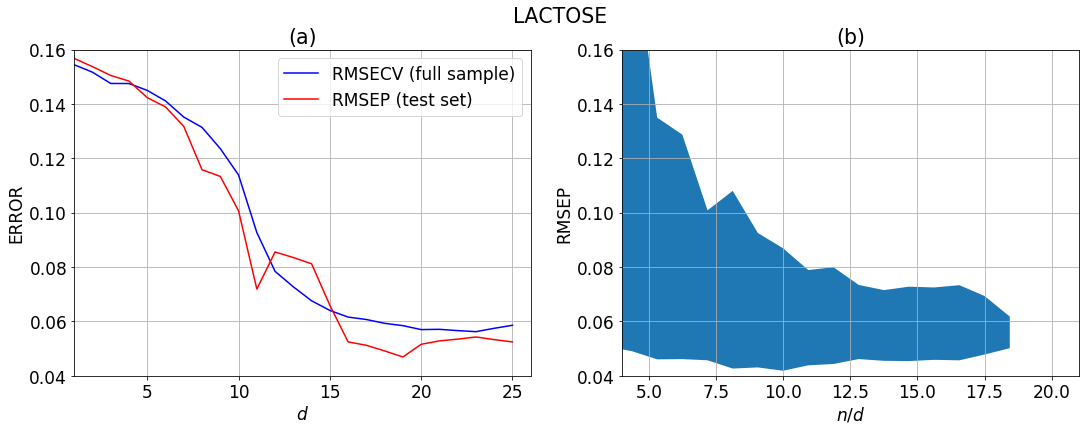 LACTOSE
(a)
ERROR
0.16
0.14
0.12
0.10
0.08
0.06
0.04
RMSECV (full sample)
RMSEP (test set)
5
10
15
20
25
d
(b)
RMSEP
0.16
0.14
0.12
0.10
0.08
0.06
0.04
5.0
7.5
10.0
12.5
15.0
17.5
20.0
n/d